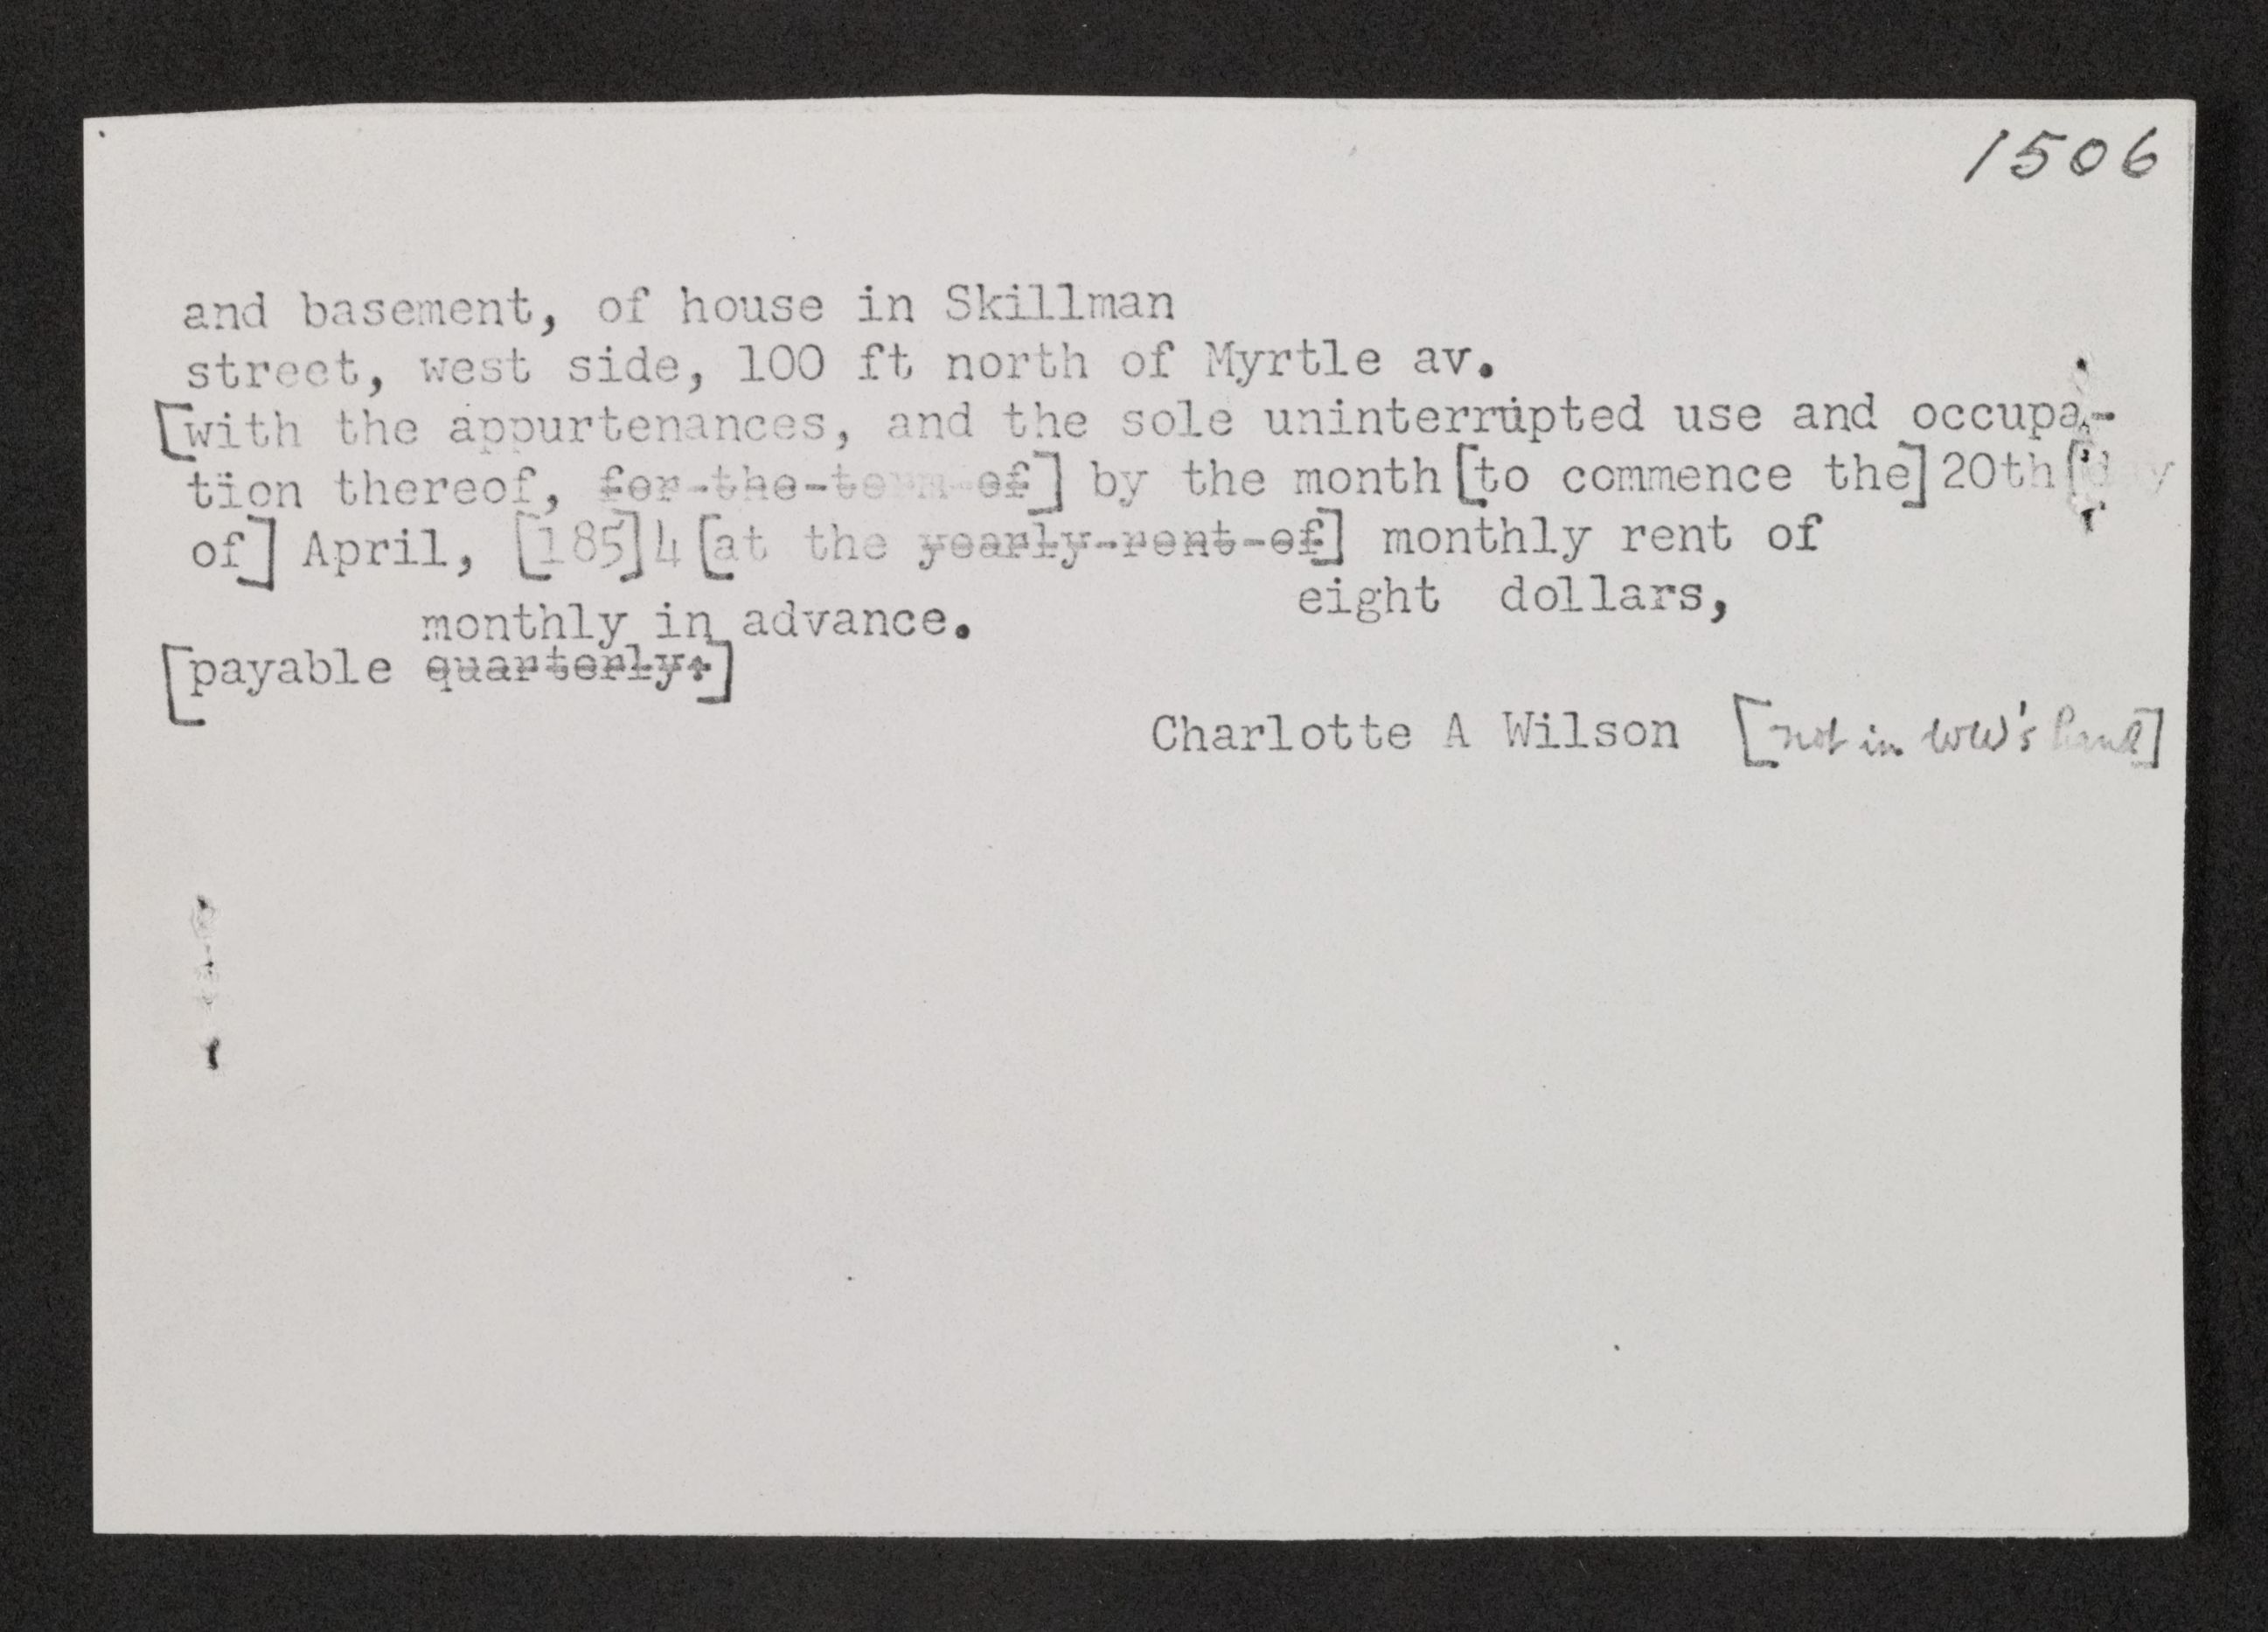 1506
and basement, of house in Skillman
street, west side, 100 ft north of Myrtle av.
[with the appurtenances, and the sole uninterrupted use and occupa-
tion thereof, for the term of] by the month [to commence the] 20th [day
of] April, [185]4 [at the yearly rent of] monthly rent of
eight dollars,
monthly in advance.
[payable quarterly.]
Charlotte A Wilson [not in WW's hand]